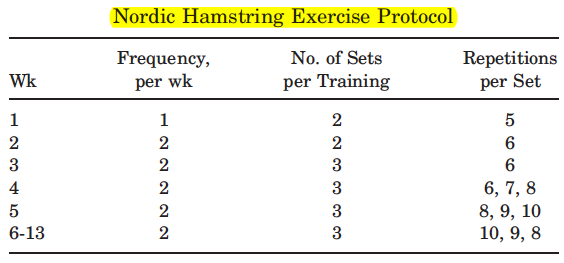 Nordic Hamstring Exercise Protocol
Wk Frequency, per wk No. of Sets per Training Repetitions per Set
1 1 2 5
2 2 2 6
3 2 3 6
4 2 3 6, 7, 8
5 2 3 8, 9, 10
6-13 2 3 10, 9, 8